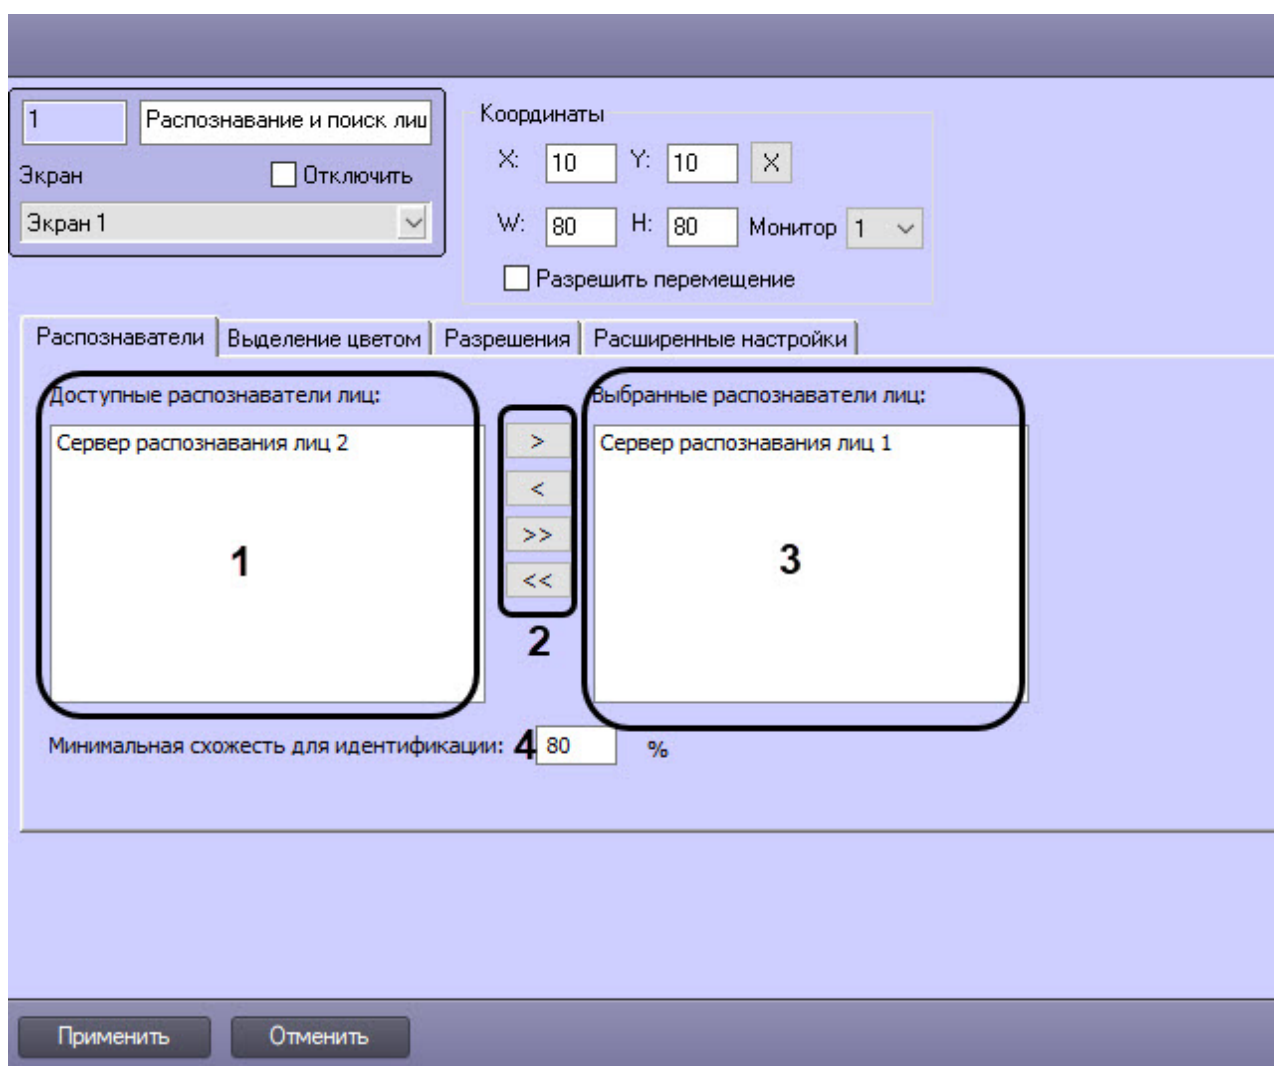 1
Распознавание и поиск лиц
Экран
Отключить
Экран 1
Координаты
X: 10 Y: 10 X
W: 80 H: 80 Монитор 1
Разрешить перемещение
Распознаватели Выделение цветом Разрешения Расширенные настройки
Доступные распознаватели лиц:
Выбранные распознаватели лиц:
Сервер распознавания лиц 2
Сервер распознавания лиц 1
>
<
>>
<<
1
2
3
Минимальная схожесть для идентификации: 4 80 %
Применить Отменить